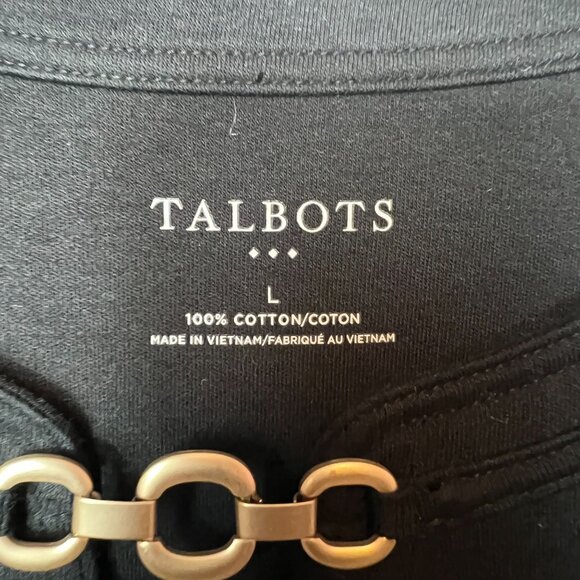 TALBOTS
L
100% COTTON/COTON
MADE IN VIETNAM/FABRIQUÉ AU VIETNAM